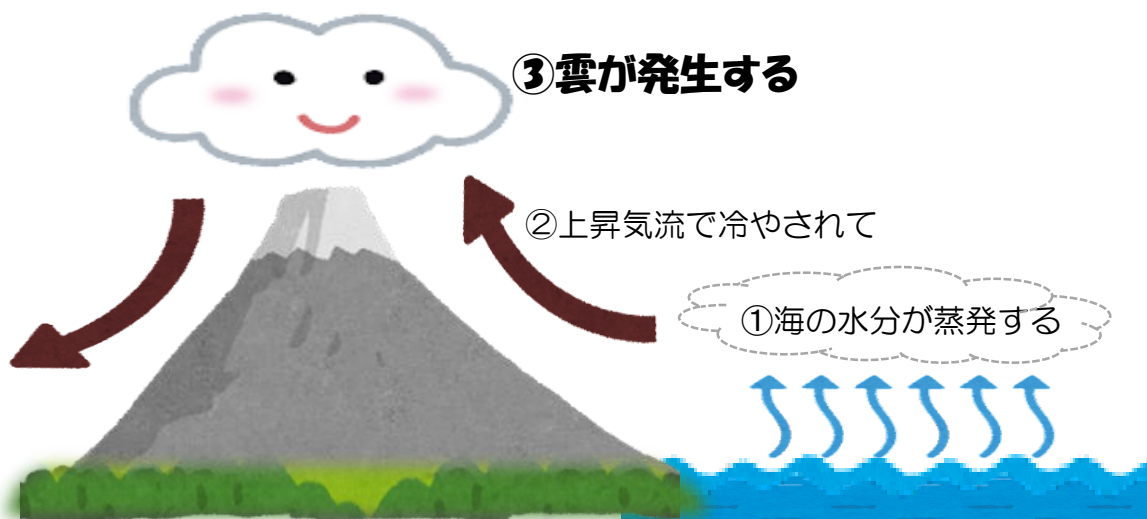 ③雲が発生する
②上昇気流で冷やされて
①海の水分が蒸発する